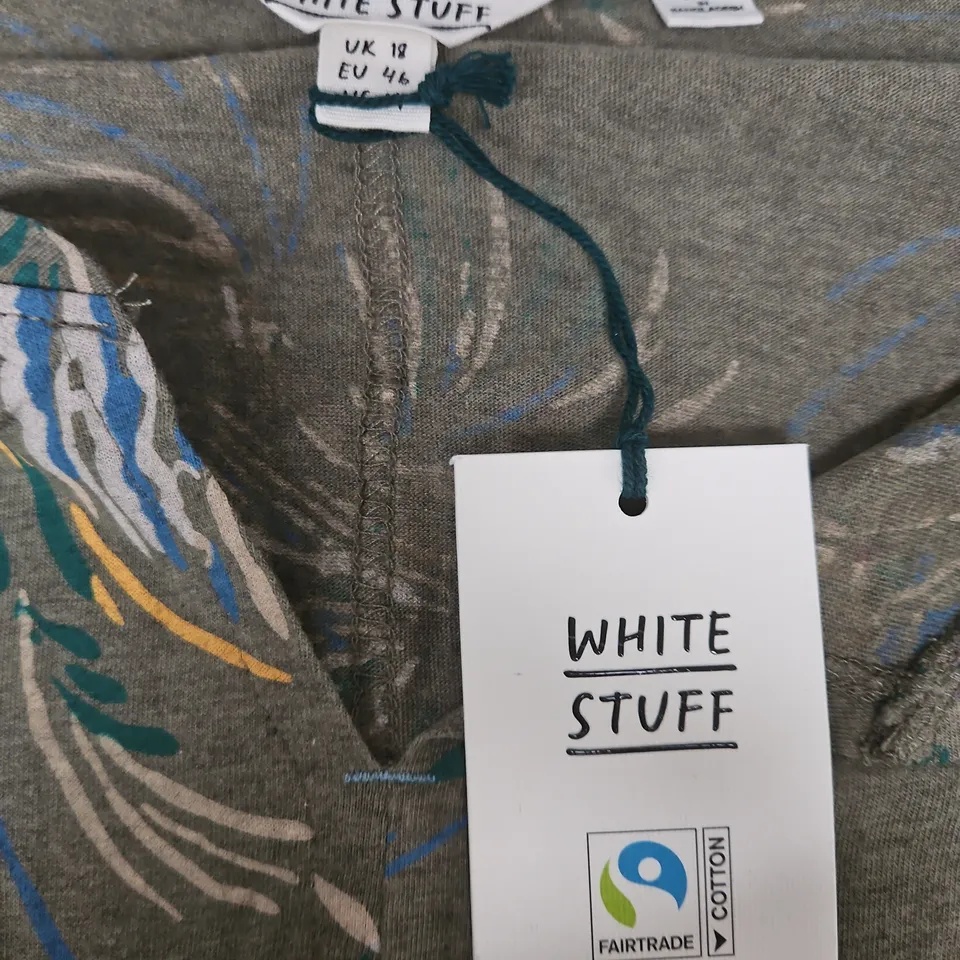 WHITE STUFF
UK 18
EU 46
WHITE
STUFF
FAIRTRADE
COTTON